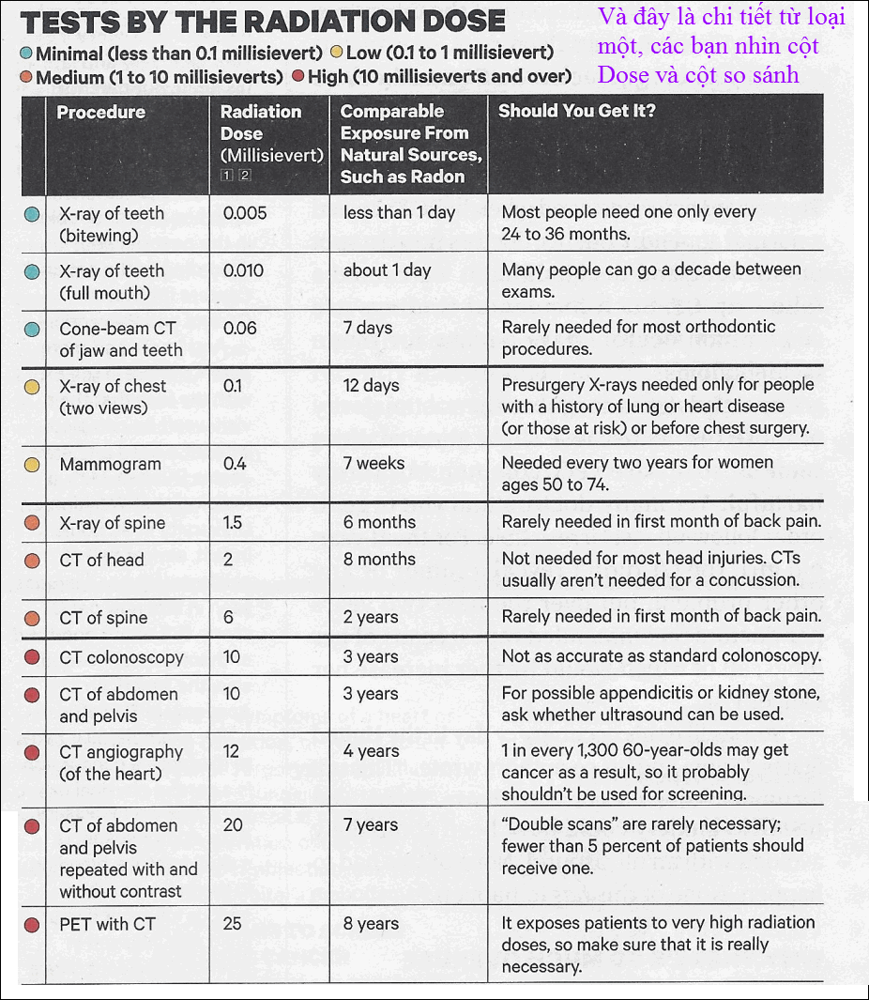 TESTS BY THE RADIATION DOSE
Minimal (less than 0.1 millisievert) Low (0.1 to 1 millisievert)
Medium (1 to 10 millisieverts) High (10 millisieverts and over)
Và đây là chi tiết từ loại
một, các bạn nhìn cột
Dose và cột so sánh
Procedure
Radiation
Dose
(Millisievert)
1 2
Comparable
Exposure From
Natural Sources,
Such as Radon
Should You Get It?
X-ray of teeth
(bitewing)
0.005
less than 1 day
Most people need one only every
24 to 36 months.
X-ray of teeth
(full mouth)
0.010
about 1 day
Many people can go a decade between
exams.
Cone-beam CT
of jaw and teeth
0.06
7 days
Rarely needed for most orthodontic
procedures.
X-ray of chest
(two views)
0.1
12 days
Presurgery X-rays needed only for people
with a history of lung or heart disease
(or those at risk) or before chest surgery.
Mammogram
0.4
7 weeks
Needed every two years for women
ages 50 to 74.
X-ray of spine
1.5
6 months
Rarely needed in first month of back pain.
CT of head
2
8 months
Not needed for most head injuries. CTs
usually aren't needed for a concussion.
CT of spine
6
2 years
Rarely needed in first month of back pain.
CT colonoscopy
10
3 years
Not as accurate as standard colonoscopy.
CT of abdomen
and pelvis
10
3 years
For possible appendicitis or kidney stone,
ask whether ultrasound can be used.
CT angiography
(of the heart)
12
4 years
1 in every 1,300 60-year-olds may get
cancer as a result, so it probably
shouldn't be used for screening.
CT of abdomen
and pelvis
repeated with and
without contrast
20
7 years
"Double scans" are rarely necessary;
fewer than 5 percent of patients should
receive one.
PET with CT
25
8 years
It exposes patients to very high radiation
doses, so make sure that it is really
necessary.